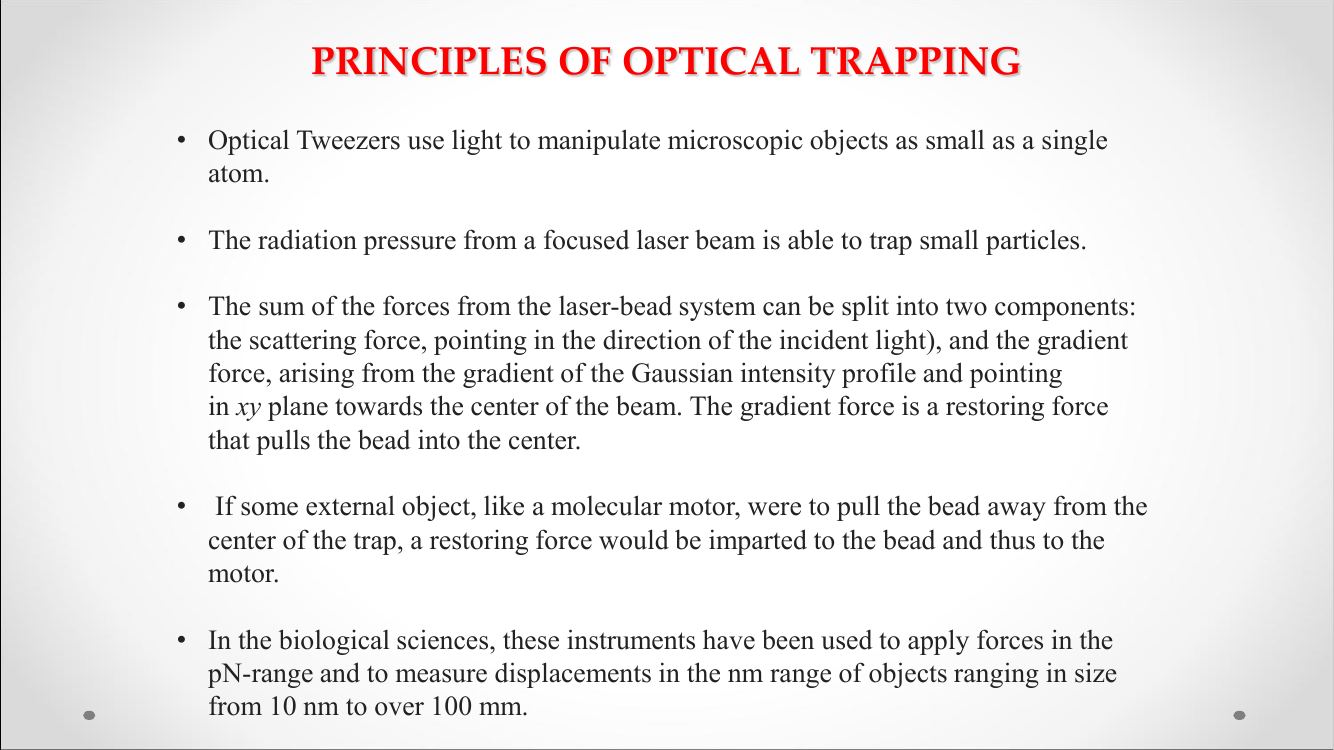 PRINCIPLES OF OPTICAL TRAPPING
• Optical Tweezers use light to manipulate microscopic objects as small as a single
atom.
• The radiation pressure from a focused laser beam is able to trap small particles.
• The sum of the forces from the laser-bead system can be split into two components:
the scattering force, pointing in the direction of the incident light), and the gradient
force, arising from the gradient of the Gaussian intensity profile and pointing
in xy plane towards the center of the beam. The gradient force is a restoring force
that pulls the bead into the center.
• If some external object, like a molecular motor, were to pull the bead away from the
center of the trap, a restoring force would be imparted to the bead and thus to the
motor.
• In the biological sciences, these instruments have been used to apply forces in the
pN-range and to measure displacements in the nm range of objects ranging in size
from 10 nm to over 100 mm.